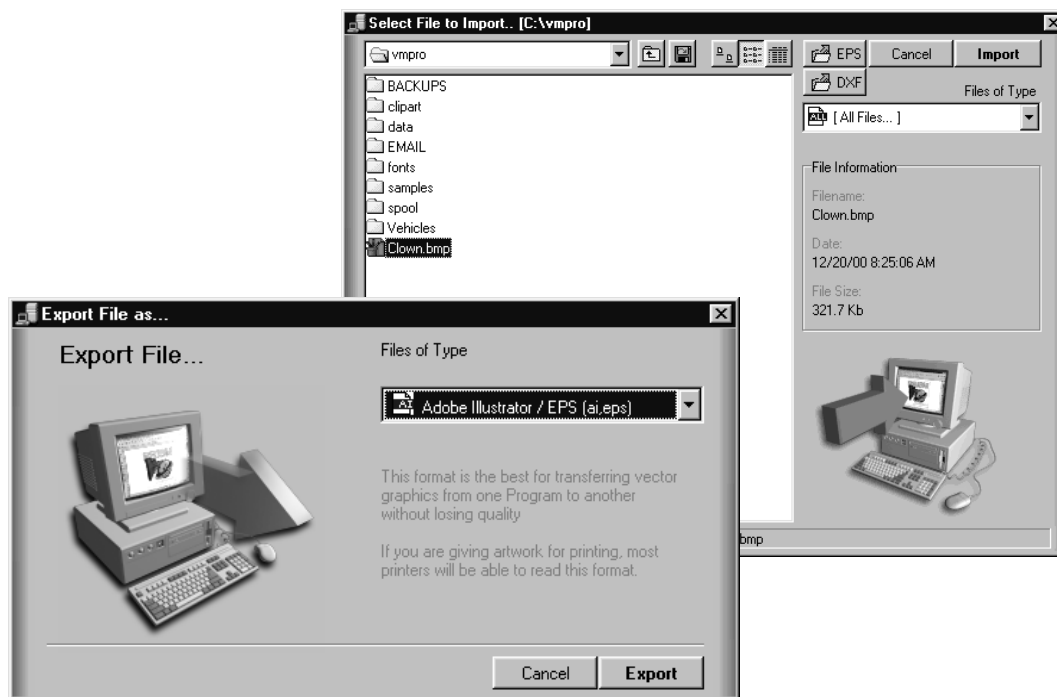 Select File to Import.. [C:\vmpro]
vmpro
EPS
Cancel
Import
DXF
Files of Type
ALL [ All Files... ]
BACKUPS
clipart
data
EMAIL
fonts
samples
spool
Vehicles
Clown.bmp
File Information
Filename:
Clown.bmp
Date:
12/20/00 8:25:06 AM
File Size:
321.7 Kb
bmp
Export File as...
Export File...
Files of Type
AI Adobe Illustrator / EPS (ai,eps)
This format is the best for transferring vector
graphics from one Program to another
without losing quality
If you are giving artwork for printing, most
printers will be able to read this format.
Cancel
Export